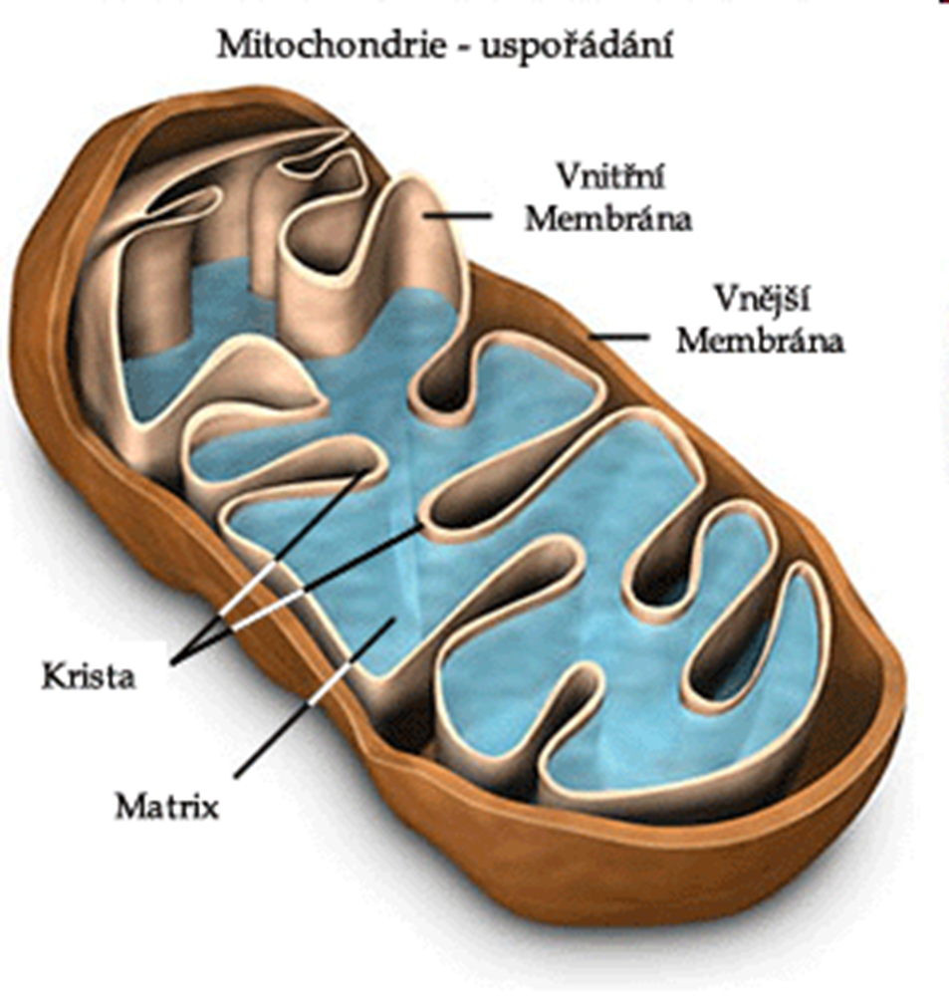 Mitochondrie - uspořádání
Vnitřní
Membrána
Vnější
Membrána
Krista
Matrix